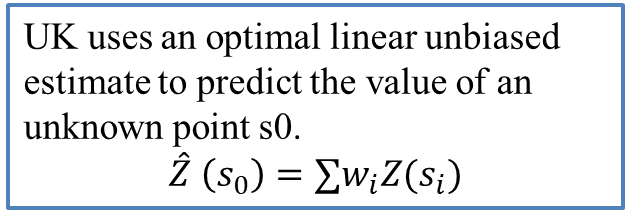 UK uses an optimal linear unbiased
estimate to predict the value of an
unknown point s0.
Ẑ (s₀) = ∑wᵢZ(sᵢ)